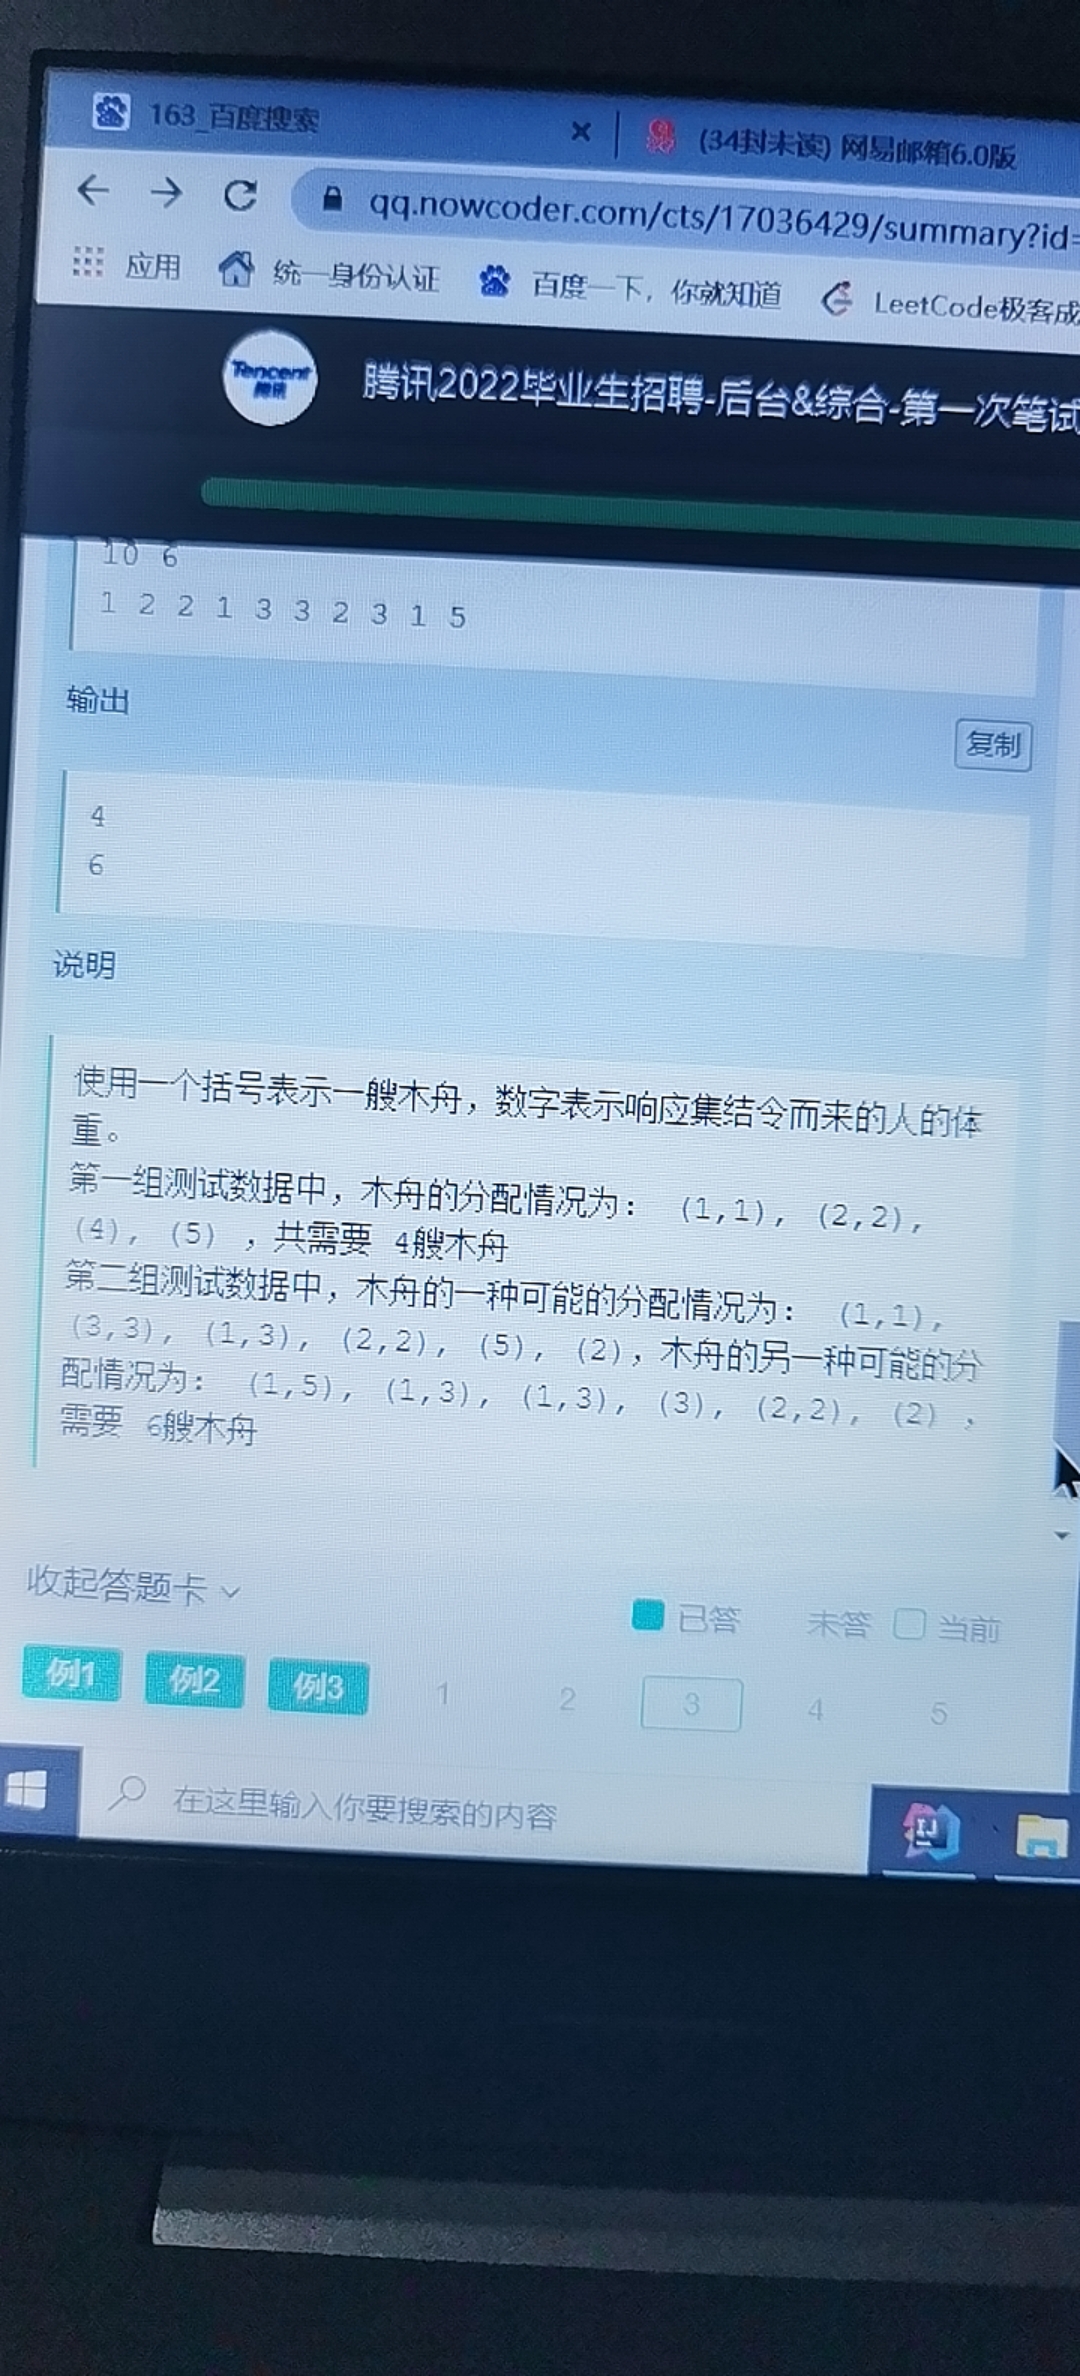 163_百度搜索
(34封未读) 网易邮箱6.0版
qq.nowcoder.com/cts/17036429/summary?id=
应用 统一身份认证 百度一下，你就知道 LeetCode极客成
Tencent 腾讯
腾讯2022毕业生招聘-后台&综合-第一次笔试
10 6
1 2 2 1 3 3 2 3 1 5
输出
复制
4
6
说明
使用一个括号表示一艘木舟，数字表示响应集结令而来的人的体
重。
第一组测试数据中，木舟的分配情况为： (1,1), (2,2),
(4), (5) ，共需要 4艘木舟
第二组测试数据中，木舟的一种可能的分配情况为： (1,1),
(3,3), (1,3), (2,2), (5), (2)，木舟的另一种可能的分
配情况为： (1,5), (1,3), (1,3), (3), (2,2), (2) ，
需要 6艘木舟
收起答题卡
已答 未答 当前
例1 例2 例3 1 2 3 4 5
在这里输入你要搜索的内容
IJ